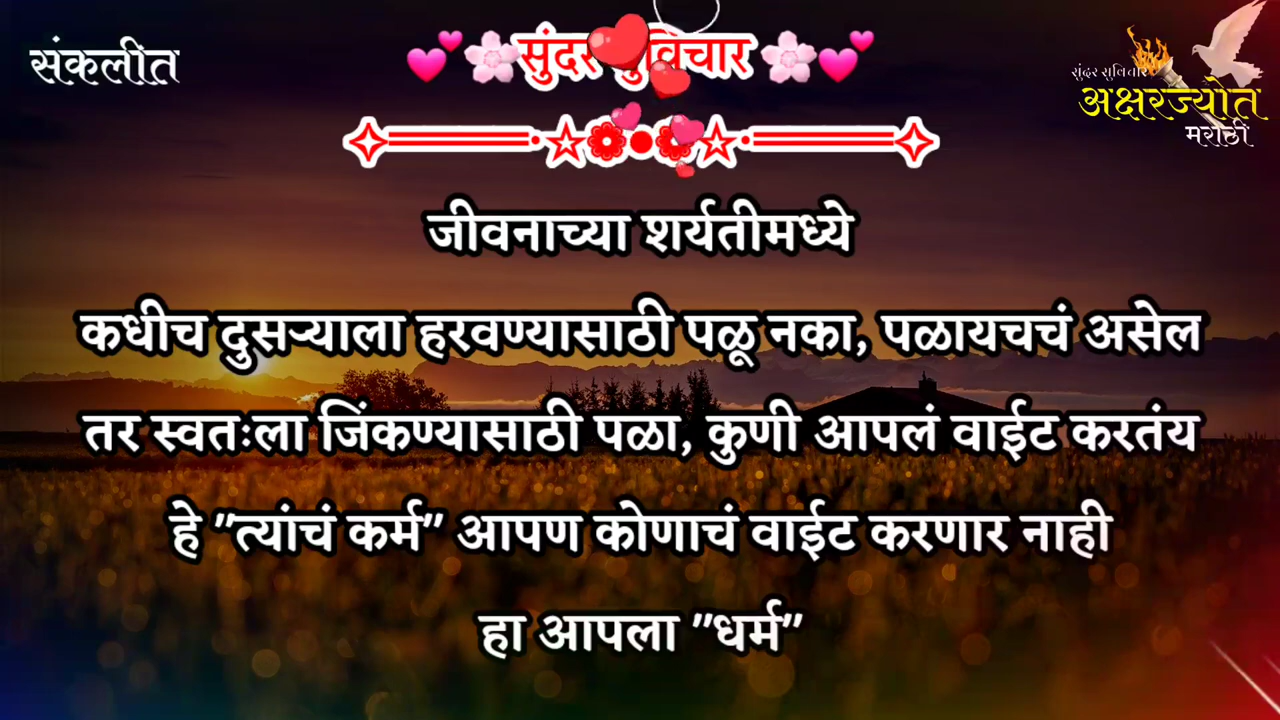 संकलीत
सुंदर सुविचार
सुंदर सुविचार
अक्षरज्योत
मराठी
जीवनाच्या शर्यतीमध्ये
कधीच दुसऱ्याला हरवण्यासाठी पळू नका, पळायचचं असेल
तर स्वतःला जिंकण्यासाठी पळा, कुणी आपलं वाईट करतंय
हे "त्यांचं कर्म" आपण कोणाचं वाईट करणार नाही
हा आपला "धर्म"